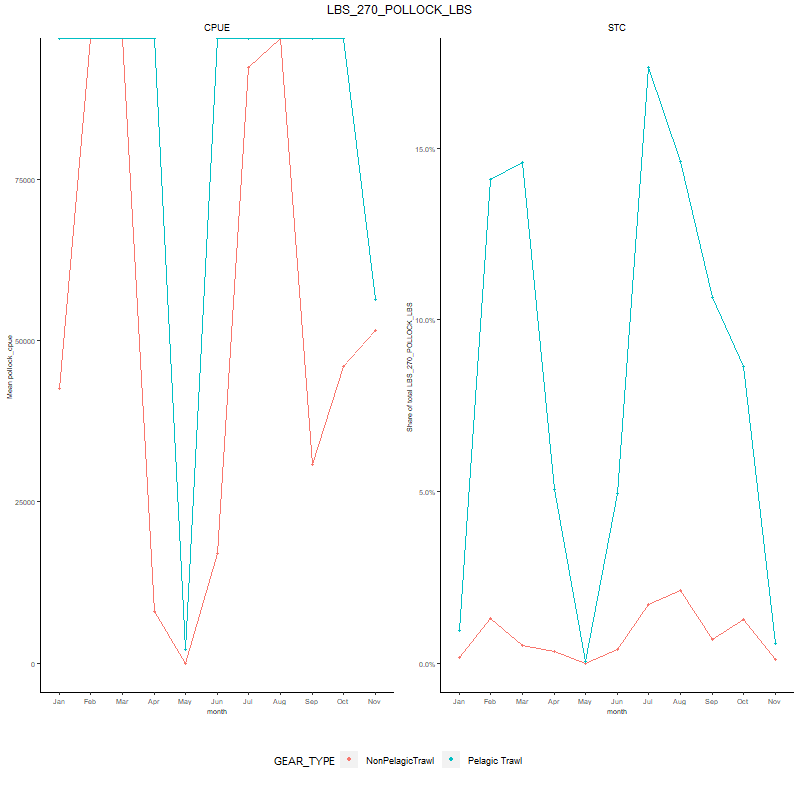 LBS_270_POLLOCK_LBS
CPUE
Mean pollock_cpue
75000
50000
25000
0
Jan Feb Mar Apr May Jun Jul Aug Sep Oct Nov
month
STC
Share of total LBS_270_POLLOCK_LBS
15.0%
10.0%
5.0%
0.0%
Jan Feb Mar Apr May Jun Jul Aug Sep Oct Nov
month
GEAR_TYPE NonPelagicTrawl Pelagic Trawl